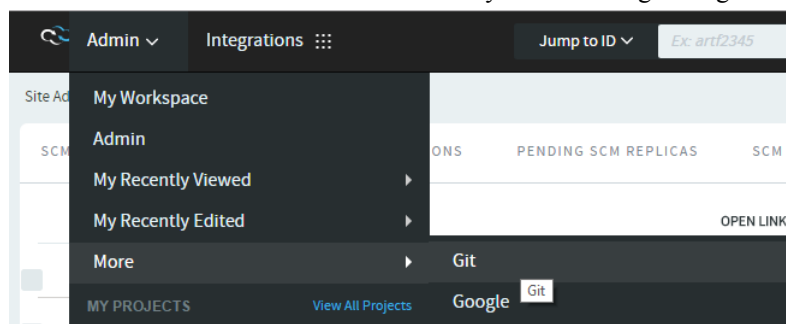 Admin Integrations Jump to ID Ex: artf2345
Site Ad
My Workspace
SCM ONS PENDING SCM REPLICAS SCM
Admin
My Recently Viewed
My Recently Edited
OPEN LINK
More Git
Git
MY PROJECTS View All Projects Google